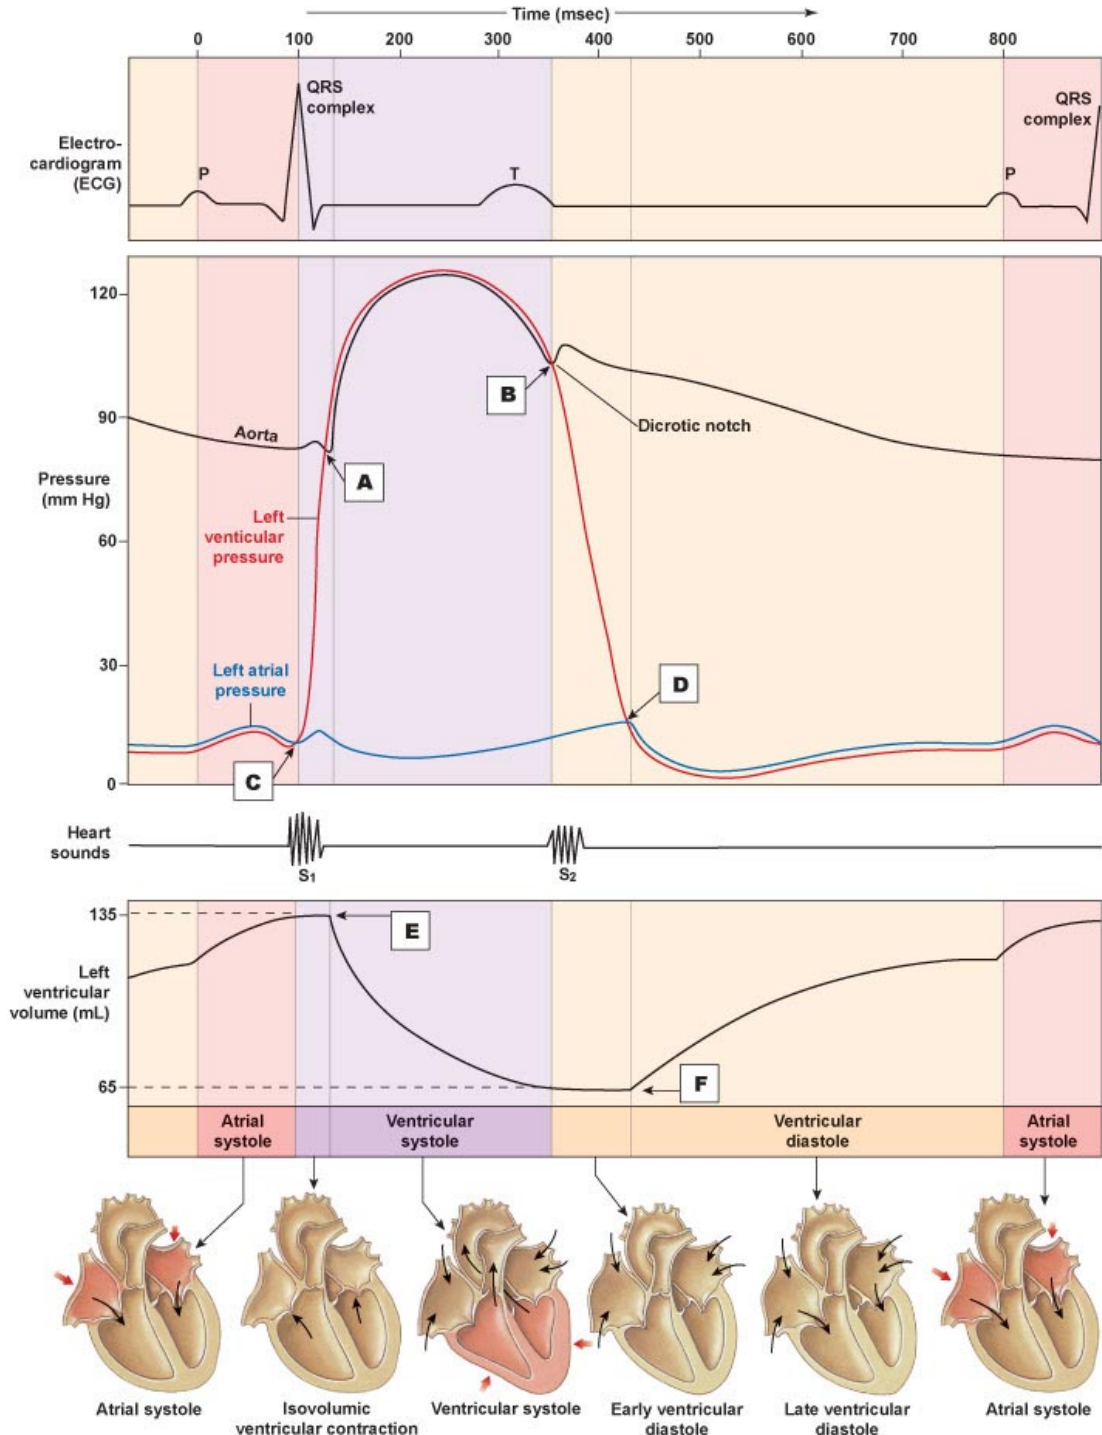 Time (msec)
0 100 200 300 400 500 600 700 800
QRS
complex
QRS
complex
Electro-
cardiogram
(ECG)
P
T
P
120
90
60
30
0
Pressure
(mm Hg)
Aorta
A
B
Dicrotic notch
Left
venticular
pressure
Left atrial
pressure
C
D
Heart
sounds
S1
S2
135
65
Left
ventricular
volume (mL)
E
F
Atrial
systole
Ventricular
systole
Ventricular
diastole
Atrial
systole
Atrial systole
Isovolumic
ventricular contraction
Ventricular systole
Early ventricular
diastole
Late ventricular
diastole
Atrial systole